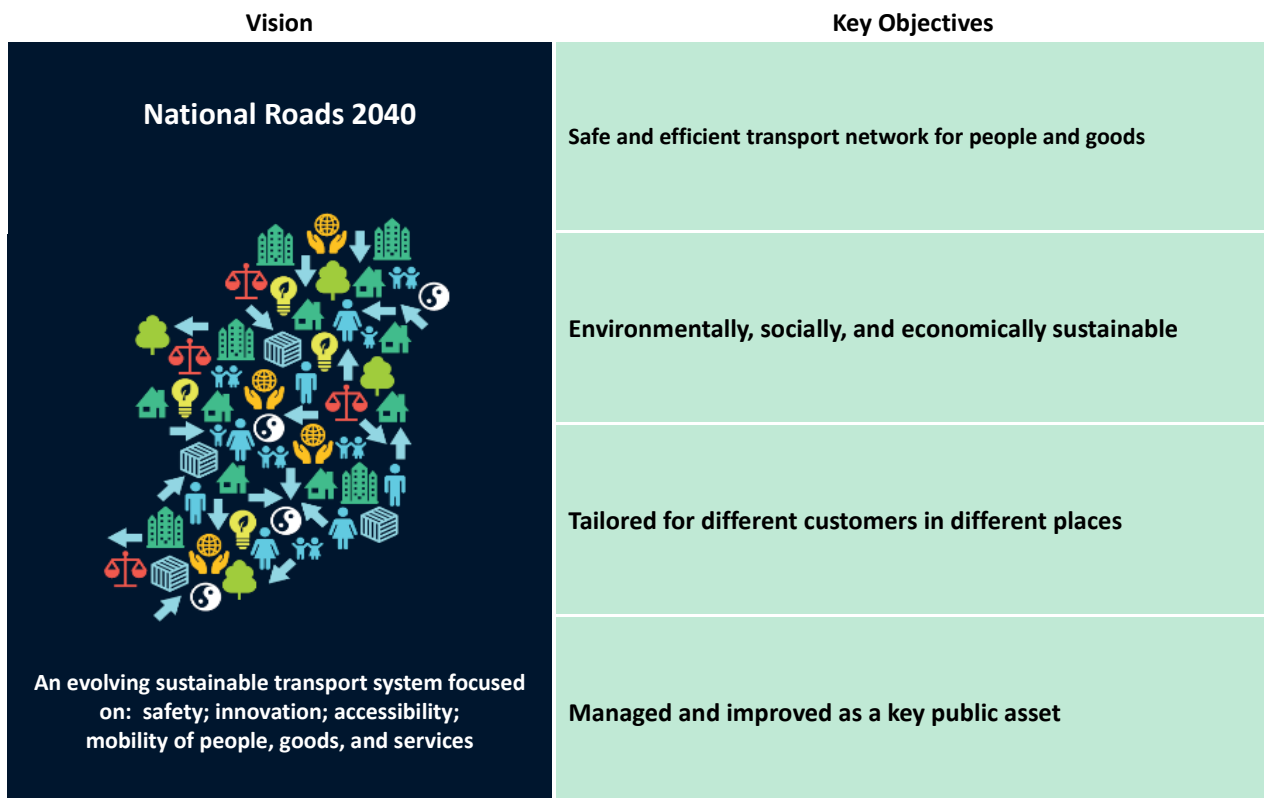 Vision
Key Objectives
National Roads 2040
An evolving sustainable transport system focused
on:  safety; innovation; accessibility;
mobility of people, goods, and services
Safe and efficient transport network for people and goods
Environmentally, socially, and economically sustainable
Tailored for different customers in different places
Managed and improved as a key public asset